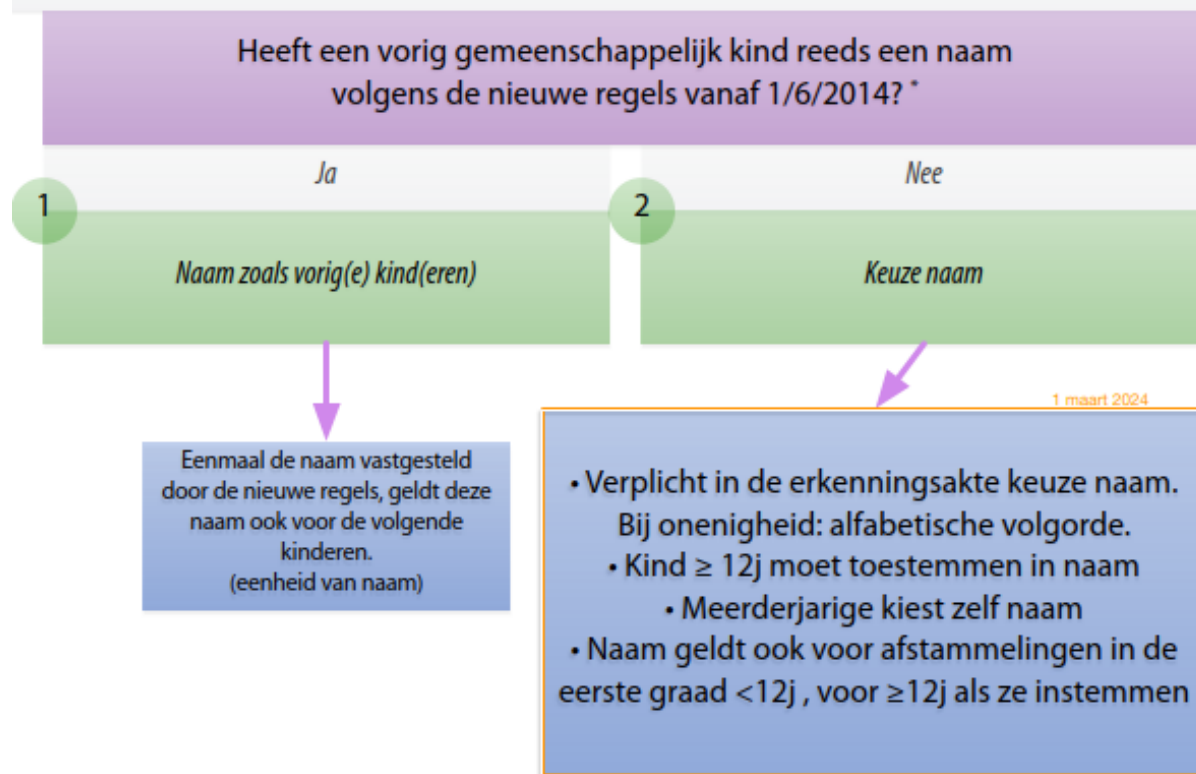 Heeft een vorig gemeenschappelijk kind reeds een naam
volgens de nieuwe regels vanaf 1/6/2014? *
Ja
Nee
1
2
Naam zoals vorig(e) kind(eren)
Keuze naam
Eenmaal de naam vastgesteld
door de nieuwe regels, geldt deze
naam ook voor de volgende
kinderen.
(eenheid van naam)
1 maart 2024
• Verplicht in de erkenningsakte keuze naam.
Bij onenigheid: alfabetische volgorde.
• Kind ≥ 12j moet toestemmen in naam
• Meerderjarige kiest zelf naam
• Naam geldt ook voor afstammelingen in de
eerste graad <12j , voor ≥12j als ze instemmen